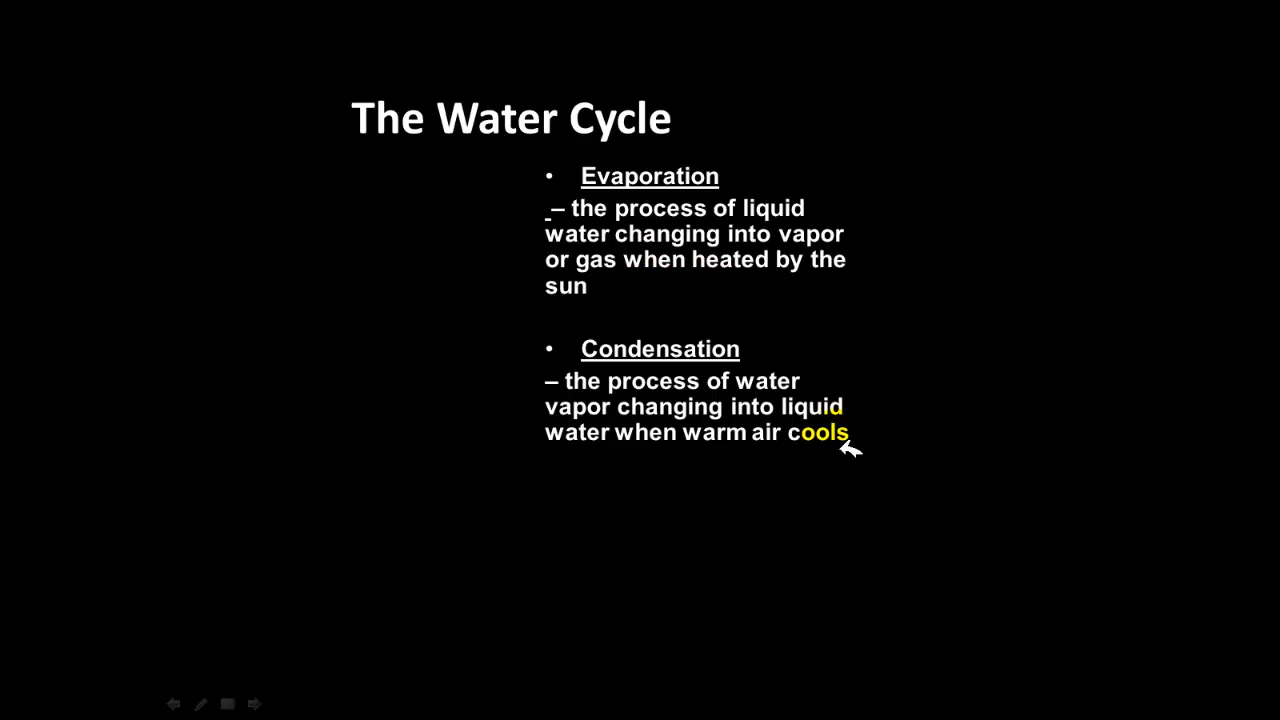 The Water Cycle
• Evaporation
– the process of liquid
water changing into vapor
or gas when heated by the
sun
• Condensation
– the process of water
vapor changing into liquid
water when warm air cools